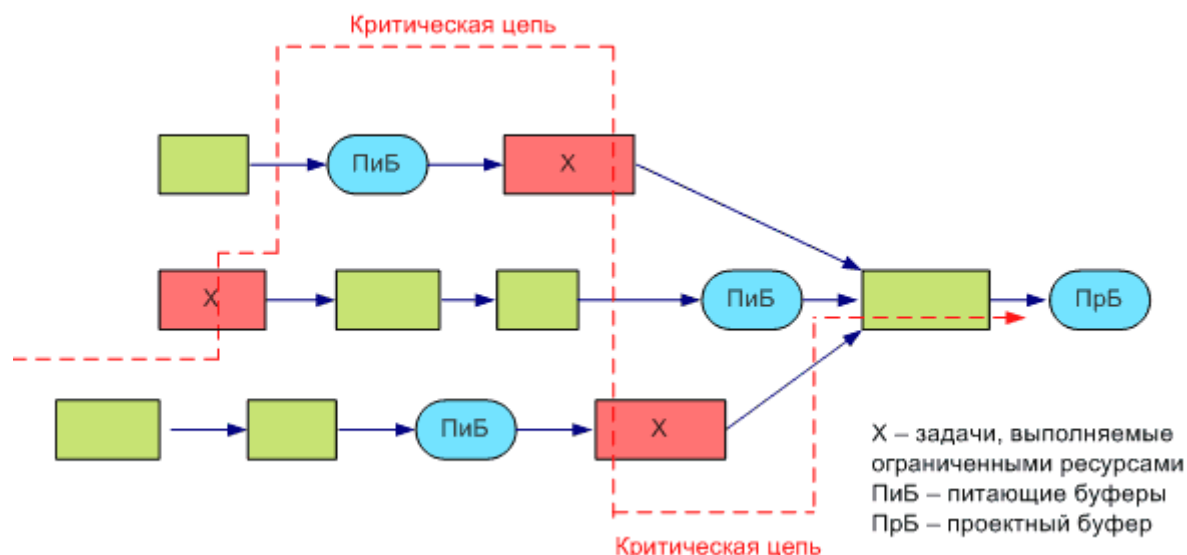 Критическая цепь
ПиБ
X
X
ПиБ
ПрБ
ПиБ
X
X – задачи, выполняемые
ограниченными ресурсами
ПиБ – питающие буферы
ПрБ – проектный буфер
Критическая цепь